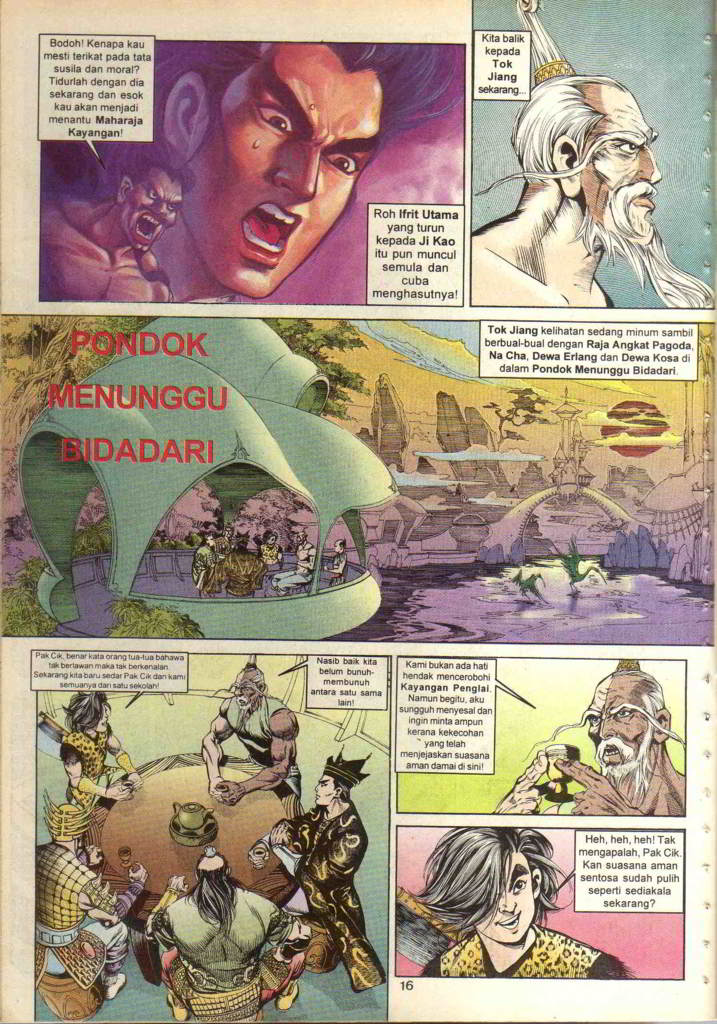 Bodoh! Kenapa kau
mesti terikat pada tata
susila dan moral?
Tidurlah dengan dia
sekarang dan esok
kau akan menjadi
menantu Maharaja
Kayangan!
Roh Ifrit Utama
yang turun
kepada Ji Kao
itu pun muncul
semula dan
cuba
menghasutnya!
Kita balik
kepada
Tok
Jiang
sekarang...
PONDOK
MENUNGGU
BIDADARI
Tok Jiang kelihatan sedang minum sambil
berbual-bual dengan Raja Angkat Pagoda,
Na Cha, Dewa Erlang dan Dewa Kosa di
dalam Pondok Menunggu Bidadari.
Pak Cik, benar kata orang tua-tua bahawa
tak berlawan maka tak berkenalan.
Sekarang kita baru sedar Pak Cik dan kami
semuanya dari satu sekolah!
Nasib baik kita
belum bunuh-
membunuh
antara satu sama
lain!
Kami bukan ada hati
hendak mencerobohi
Kayangan Penglai.
Namun begitu, aku
sungguh menyesal dan
ingin minta ampun
kerana kekecohan
yang telah
menjejaskan suasana
aman damai di sini!
Heh, heh, heh! Tak
mengapalah, Pak Cik.
Kan suasana aman
sentosa sudah pulih
seperti sediakala
sekarang?
16